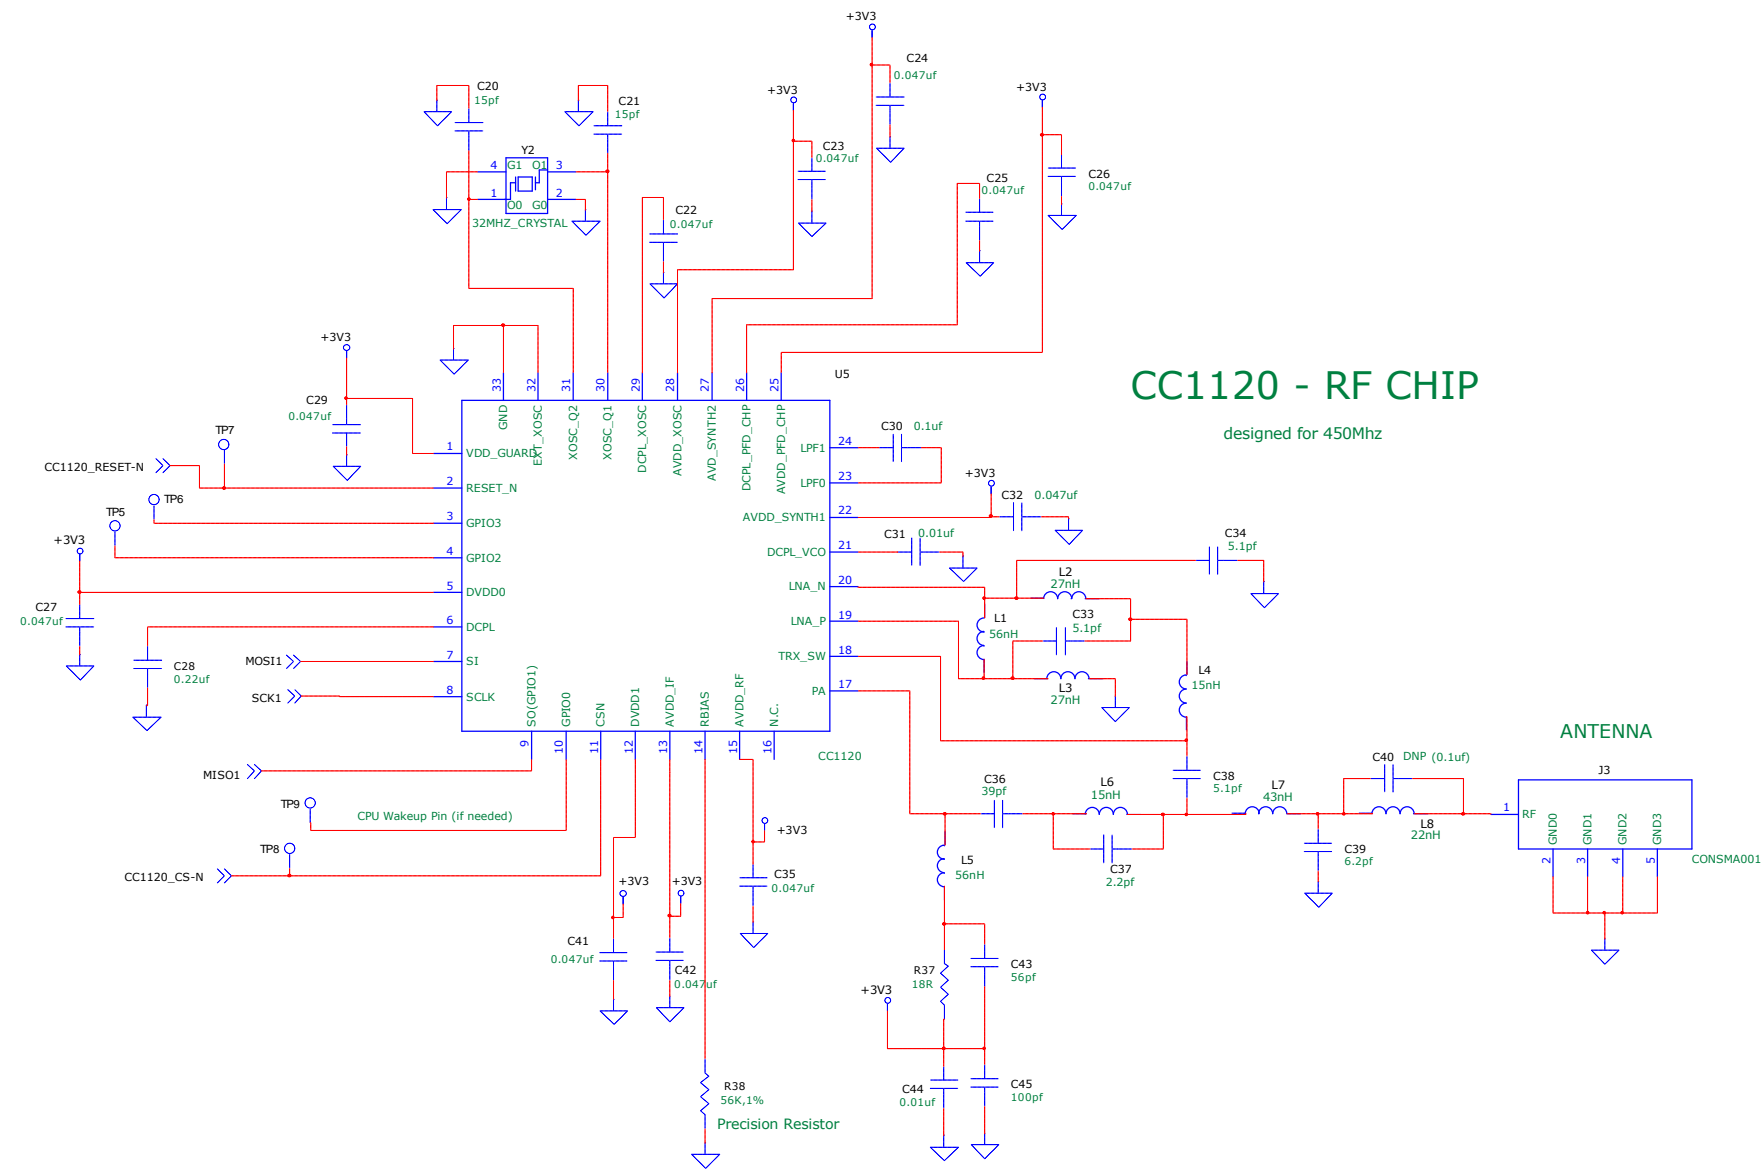 +3V3
C24
0.047uf
+3V3
+3V3
C20
15pf
C21
15pf
Y2
4 G1 O1 3
1 O0 G0 2
32MHZ_CRYSTAL
C23
0.047uf
C25
0.047uf
C26
0.047uf
C22
0.047uf
+3V3
C29
0.047uf
U5
CC1120 - RF CHIP
designed for 450Mhz
33 32 31 30 29 28 27 26 25
GND
EXT_XOSC
XOSC_Q2
XOSC_Q1
DCPL_XOSC
AVDD_XOSC
AVD_SYNTH2
DCPL_PFD_CHP
AVDD_PFD_CHP
TP7
CC1120_RESET-N
TP6
TP5
+3V3
C27
0.047uf
C28
0.22uf
MOSI1
SCK1
1 VDD_GUARD
2 RESET_N
3 GPIO3
4 GPIO2
5 DVDD0
6 DCPL
7 SI
8 SCLK
LPF1 24
LPF0 23
AVDD_SYNTH1 22
DCPL_VCO 21
LNA_N 20
LNA_P 19
TRX_SW 18
PA 17
C30 0.1uf
+3V3
C32 0.047uf
C31 0.01uf
C34
5.1pf
L2
27nH
L1
56nH
C33
5.1pf
L3
27nH
L4
15nH
SO(GPIO1)
GPIO0
CSN
DVDD1
AVDD_IF
RBIAS
AVDD_RF
N.C.
9 10 11 12 13 14 15 16
CC1120
MISO1
TP9
CPU Wakeup Pin (if needed)
TP8
CC1120_CS-N
+3V3
C35
0.047uf
+3V3
+3V3
C41
0.047uf
C42
0.047uf
R38
56K,1%
Precision Resistor
C36
39pf
L6
15nH
C37
2.2pf
C38
5.1pf
L7
43nH
C39
6.2pf
C40 DNP (0.1uf)
L8
22nH
ANTENNA
J3
1 RF
GND0
GND1
GND2
GND3
2 3 4 5
CONSMA001
L5
56nH
R37
18R
C43
56pf
+3V3
C44
0.01uf
C45
100pf